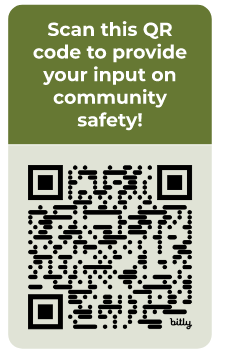 Scan this QR
code to provide
your input on
community
safety!
bitly